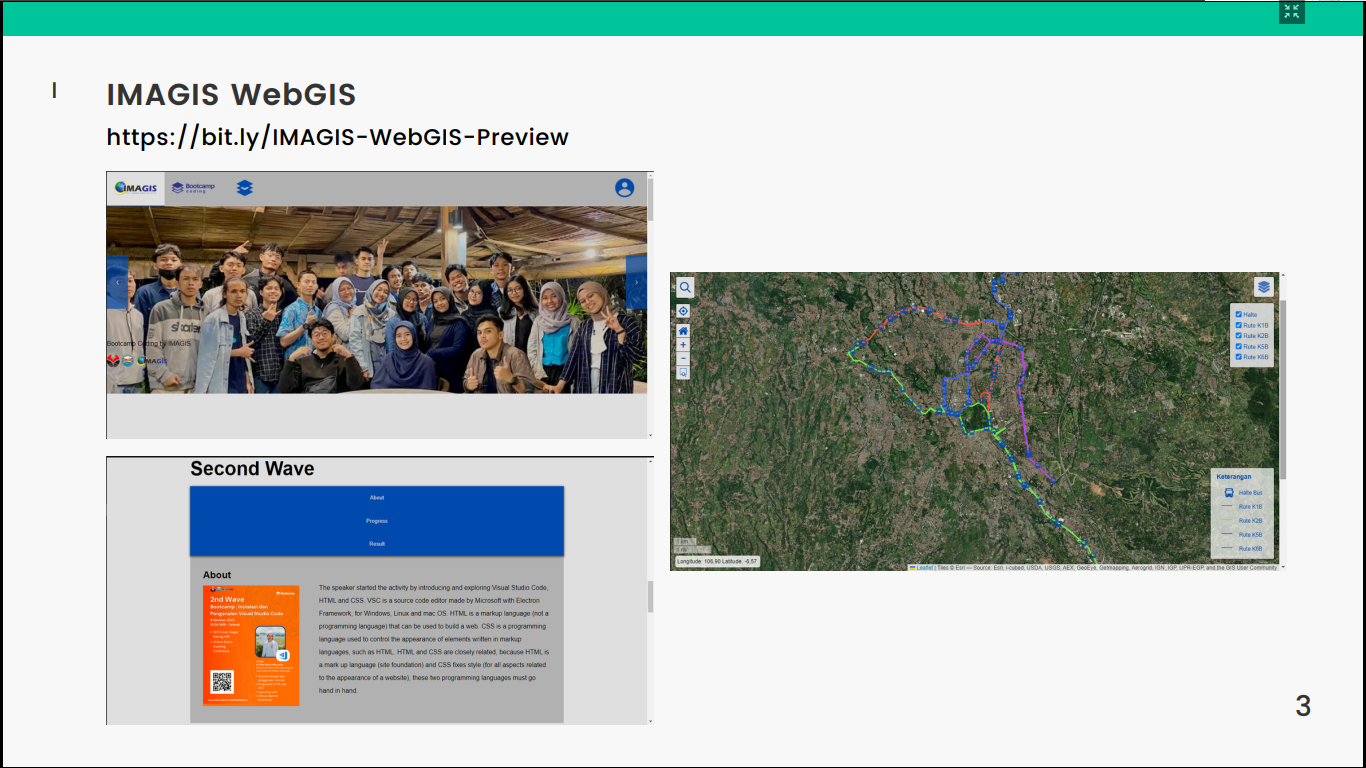 I
IMAGIS WebGIS
https://bit.ly/IMAGIS-WebGIS-Preview
IMAGIS
Bootcamp
coding
Bootcamp Coding by IMAGIS
IMAGIS
Second Wave
About
Progress
Result
About
2nd Wave
Bootcamp : Instalasi dan
Pengenalan Visual Studio Code
The speaker started the activity by introducing and exploring Visual Studio Code,
HTML and CSS. VSC is a source code editor made by Microsoft with Electron
Framework, for Windows, Linux and mac OS. HTML is a markup language (not a
programming language) that can be used to build a web. CSS is a programming
language used to control the appearance of elements written in markup
languages, such as HTML. HTML and CSS are closely related, because HTML is
a mark up language (site foundation) and CSS fixes style (for all aspects related
to the appearance of a website), these two programming languages must go
hand in hand.
Halte
Rute K1B
Rute K2B
Rute K5B
Rute K6B
Keterangan
Halte Bus
Rute K1B
Rute K2B
Rute K5B
Rute K6B
Longitude: 106.90 Latitude: -6.57
Leaflet | Tiles © Esri — Source: Esri, i-cubed, USDA, USGS, AEX, GeoEye, Getmapping, Aerogrid, IGN, IGP, UPR-EGP, and the GIS User Community
3